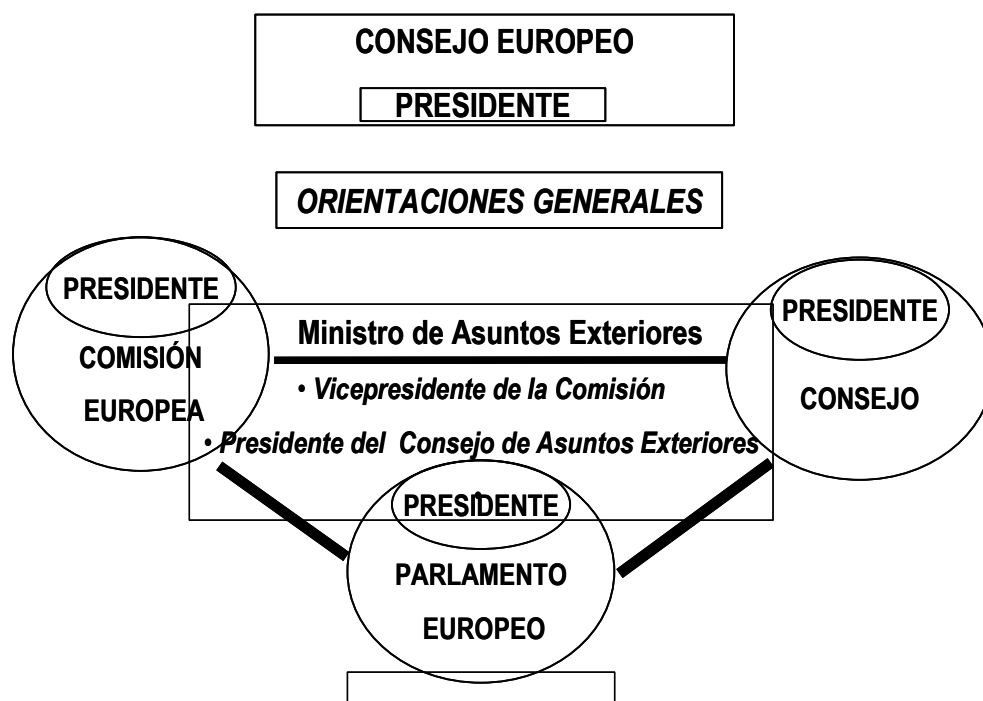 CONSEJO EUROPEO
PRESIDENTE
ORIENTACIONES GENERALES
PRESIDENTE
COMISIÓN
EUROPEA
Ministro de Asuntos Exteriores
• Vicepresidente de la Comisión
• Presidente del Consejo de Asuntos Exteriores
PRESIDENTE
CONSEJO
PRESIDENTE
PARLAMENTO
EUROPEO